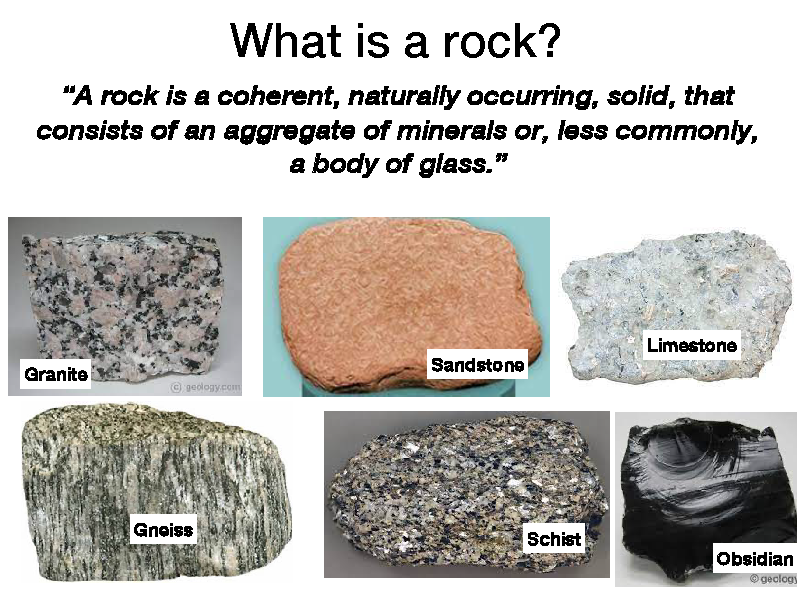 What is a rock?
“A rock is a coherent, naturally occurring, solid, that
consists of an aggregate of minerals or, less commonly,
a body of glass.”
Granite
© geology.com
Sandstone
Limestone
Gneiss
Schist
Obsidian
© geology